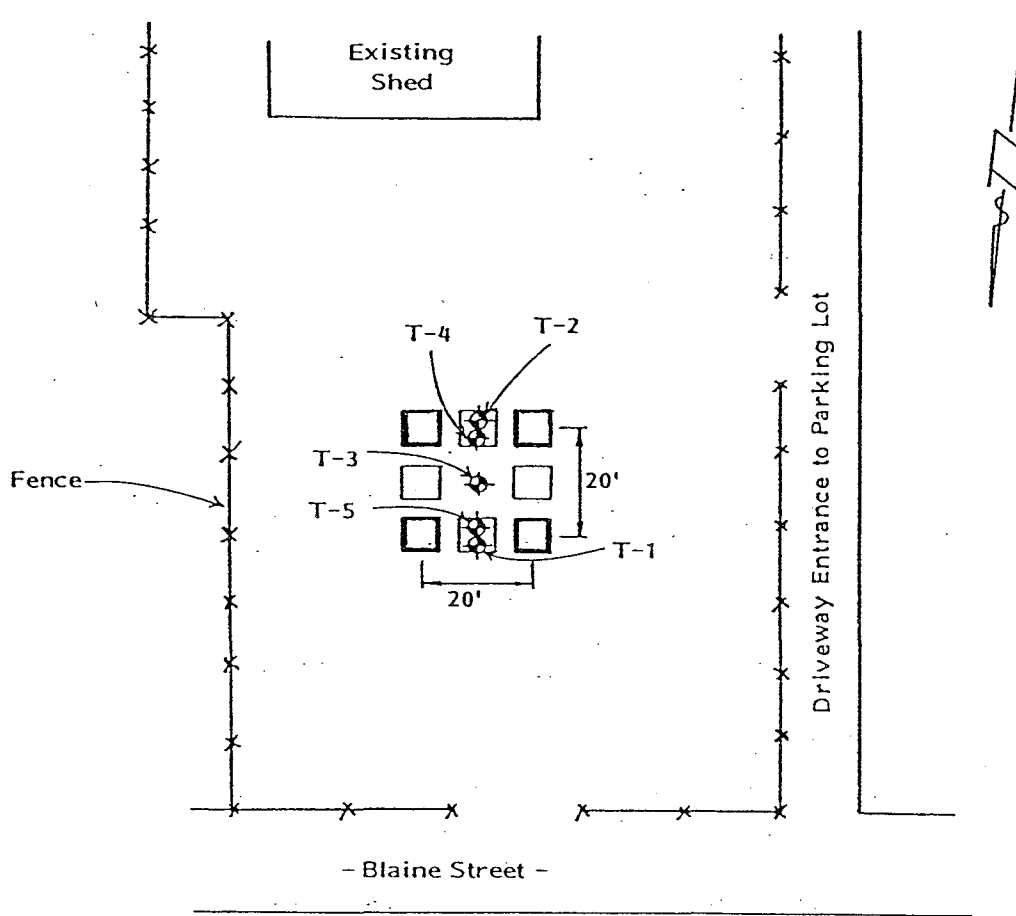 Existing
Shed
T-4
T-2
T-3
Fence
20'
T-5
T-1
20'
Driveway Entrance to Parking Lot
- Blaine Street -